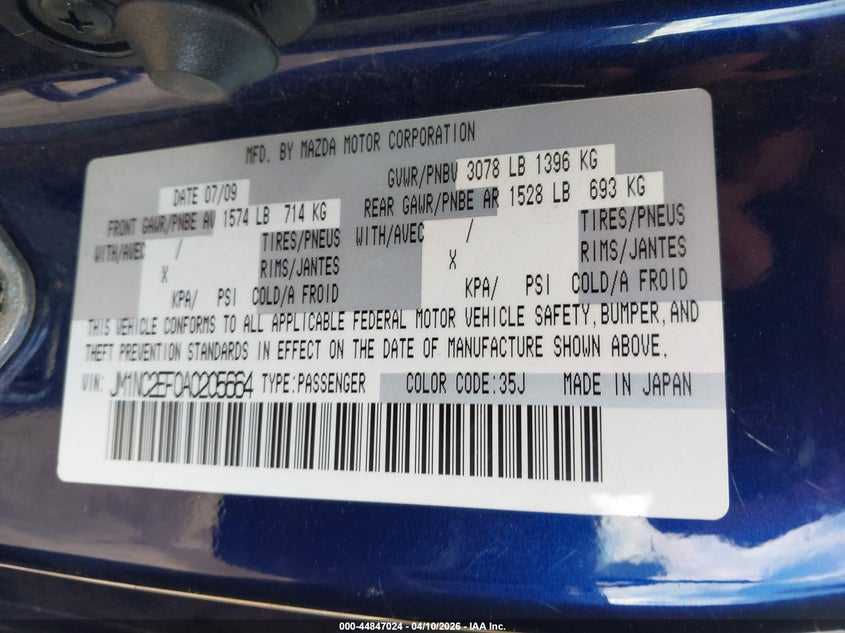 MFD. BY MAZDA MOTOR CORPORATION
DATE 07/09 GVWR/PNBV 3078 LB 1396 KG
FRONT GAWR/PNBE AV 1574 LB 714 KG REAR GAWR/PNBE AR 1528 LB 693 KG
WITH/AVEC / TIRES/PNEUS WITH/AVEC / TIRES/PNEUS
X RIMS/JANTES X RIMS/JANTES
KPA/ PSI COLD/A FROID KPA/ PSI COLD/A FROID
THIS VEHICLE CONFORMS TO ALL APPLICABLE FEDERAL MOTOR VEHICLE SAFETY, BUMPER, AND
THEFT PREVENTION STANDARDS IN EFFECT ON THE DATE OF MANUFACTURE SHOWN ABOVE.
VIN: JM1NC2EF0A0205664 TYPE:PASSENGER COLOR CODE:35J MADE IN JAPAN
000-44847024 - 04/10/2026 - IAA Inc.